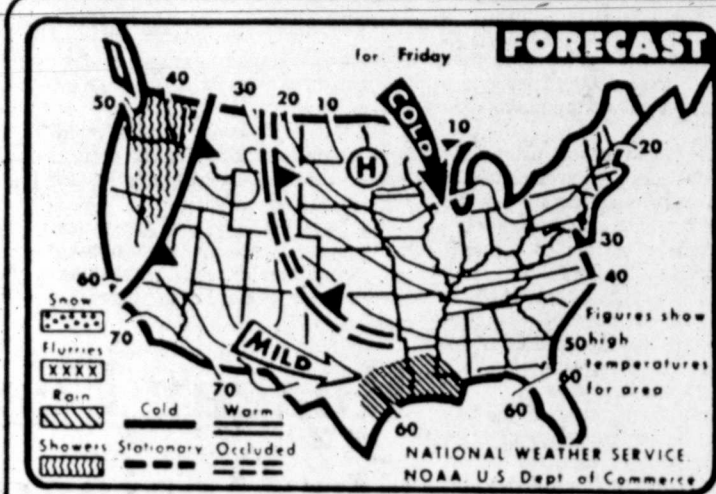 FORECAST
for Friday
50
40
30
20
10
COLD
10
20
H
30
40
60
70
70
MILD
50
60
60
60
Figures show
high
temperatures
for area
Snow
Flurries
Rain
Showers
Cold
Warm
Stationary
Occluded
NATIONAL WEATHER SERVICE
NOAA, U.S. Dept of Commerce